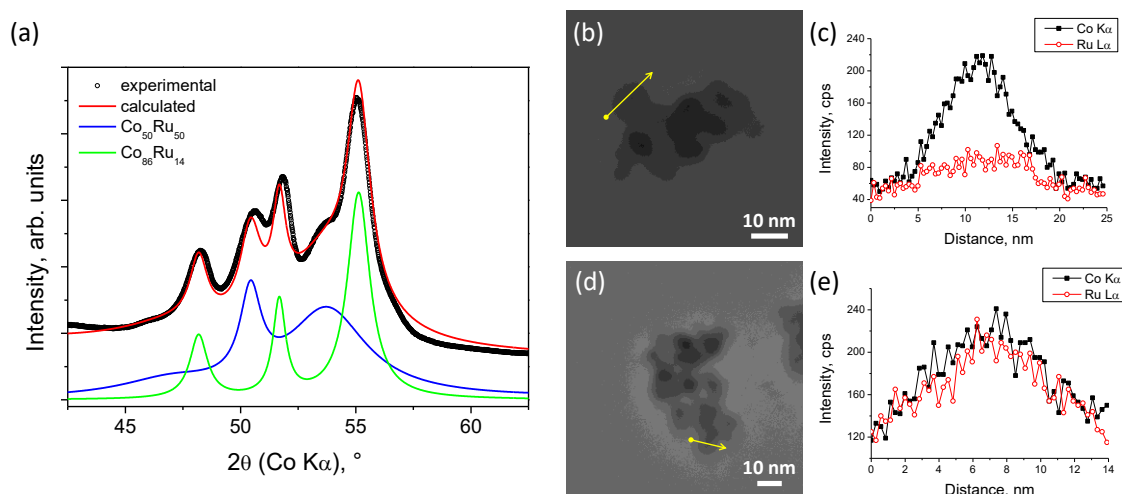 (a)
experimental
calculated
Co50Ru50
Co86Ru14
Intensity, arb. units
45 50 55 60
2θ (Co Kα), °
(b)
10 nm
(c)
Co Kα
Ru Lα
Intensity, cps
240
200
160
120
80
40
0 5 10 15 20 25
Distance, nm
(d)
10 nm
(e)
Co Kα
Ru Lα
Intensity, cps
280
240
200
160
120
0 2 4 6 8 10 12 14
Distance, nm